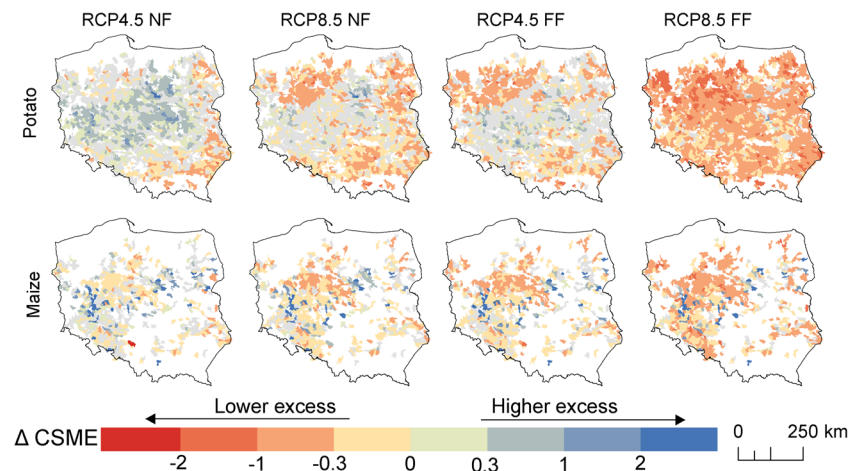 RCP4.5 NF
RCP8.5 NF
RCP4.5 FF
RCP8.5 FF
Potato
Maize
Lower excess
Higher excess
Δ CSME
-2
-1
-0.3
0
0.3
1
2
0
250 km